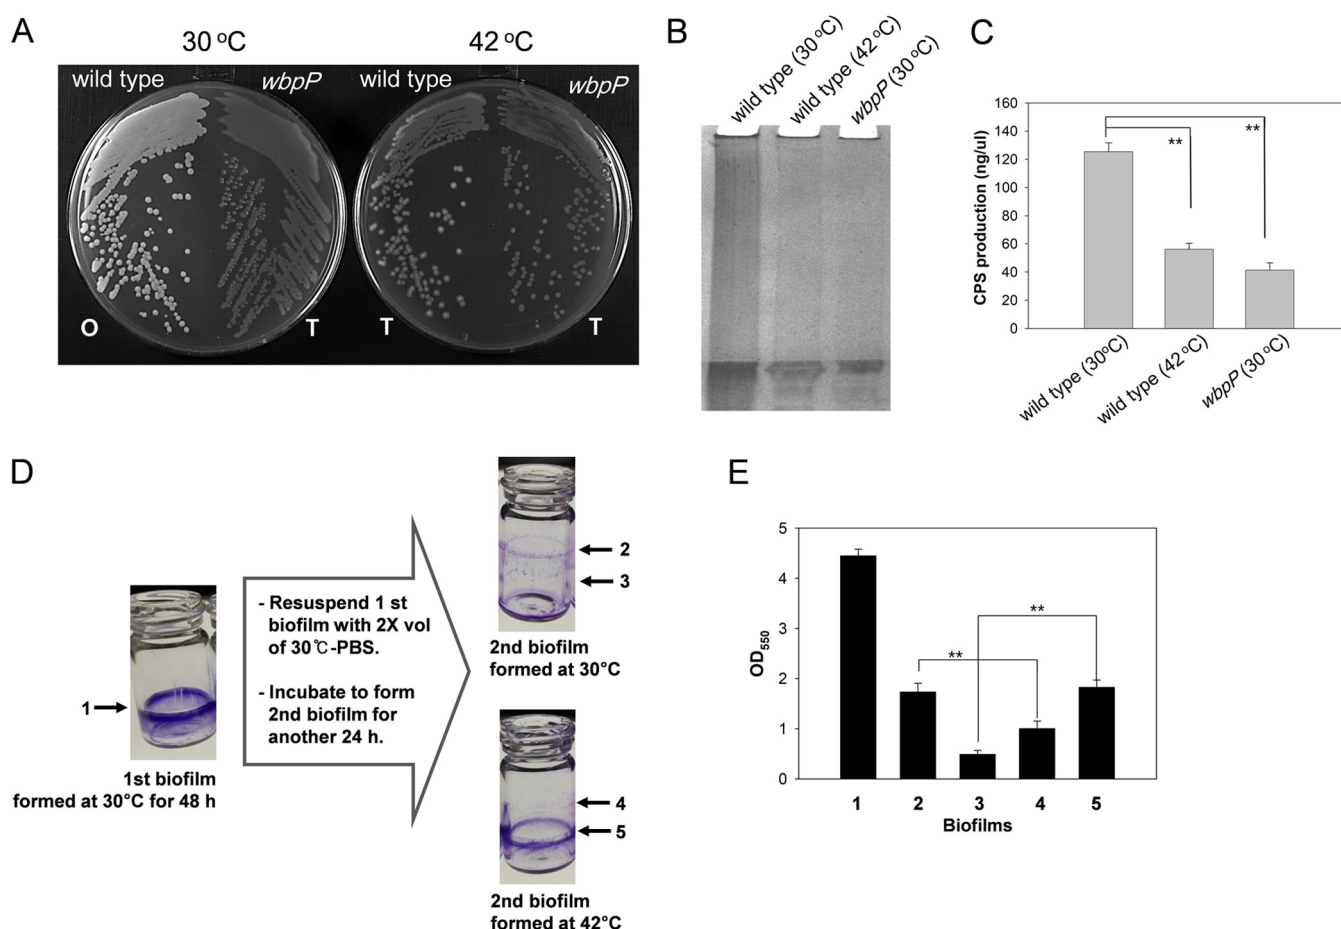 A
30 °C
42 °C
wild type
wbpP
wild type
wbpP
O
T
T
T
B
wild type (30 °C)
wild type (42 °C)
wbpP (30 °C)
C
CPS production (ng/ul)
160
140
120
100
80
60
40
20
0
**
**
wild type (30°C)
wild type (42 °C)
wbpP (30 °C)
D
1
1st biofilm
formed at 30°C for 48 h
- Resuspend 1 st
biofilm with 2X vol
of 30℃-PBS.
- Incubate to form
2nd biofilm for
another 24 h.
2
3
2nd biofilm
formed at 30°C
4
5
2nd biofilm
formed at 42°C
E
OD550
5
4
3
2
1
0
**
**
1 2 3 4 5
Biofilms